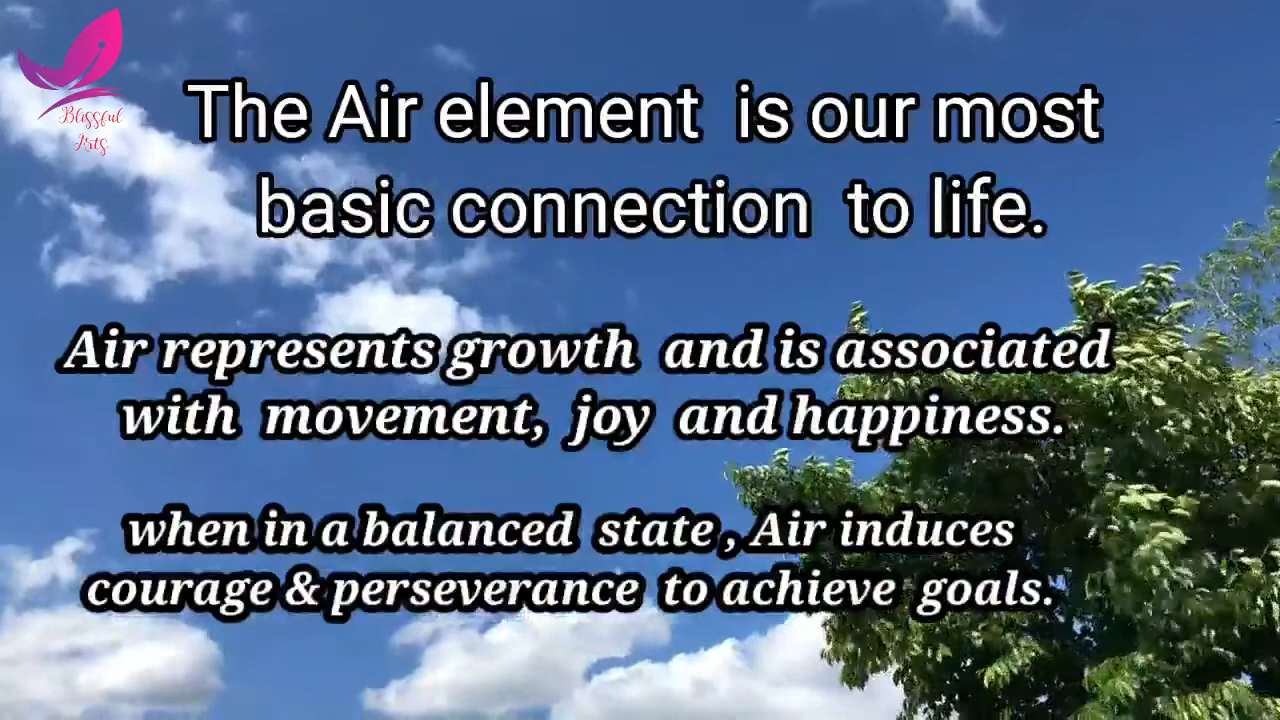 Blissful
Arts
The Air element is our most
basic connection to life.
Air represents growth and is associated
with movement, joy and happiness.
when in a balanced state , Air induces
courage & perseverance to achieve goals.